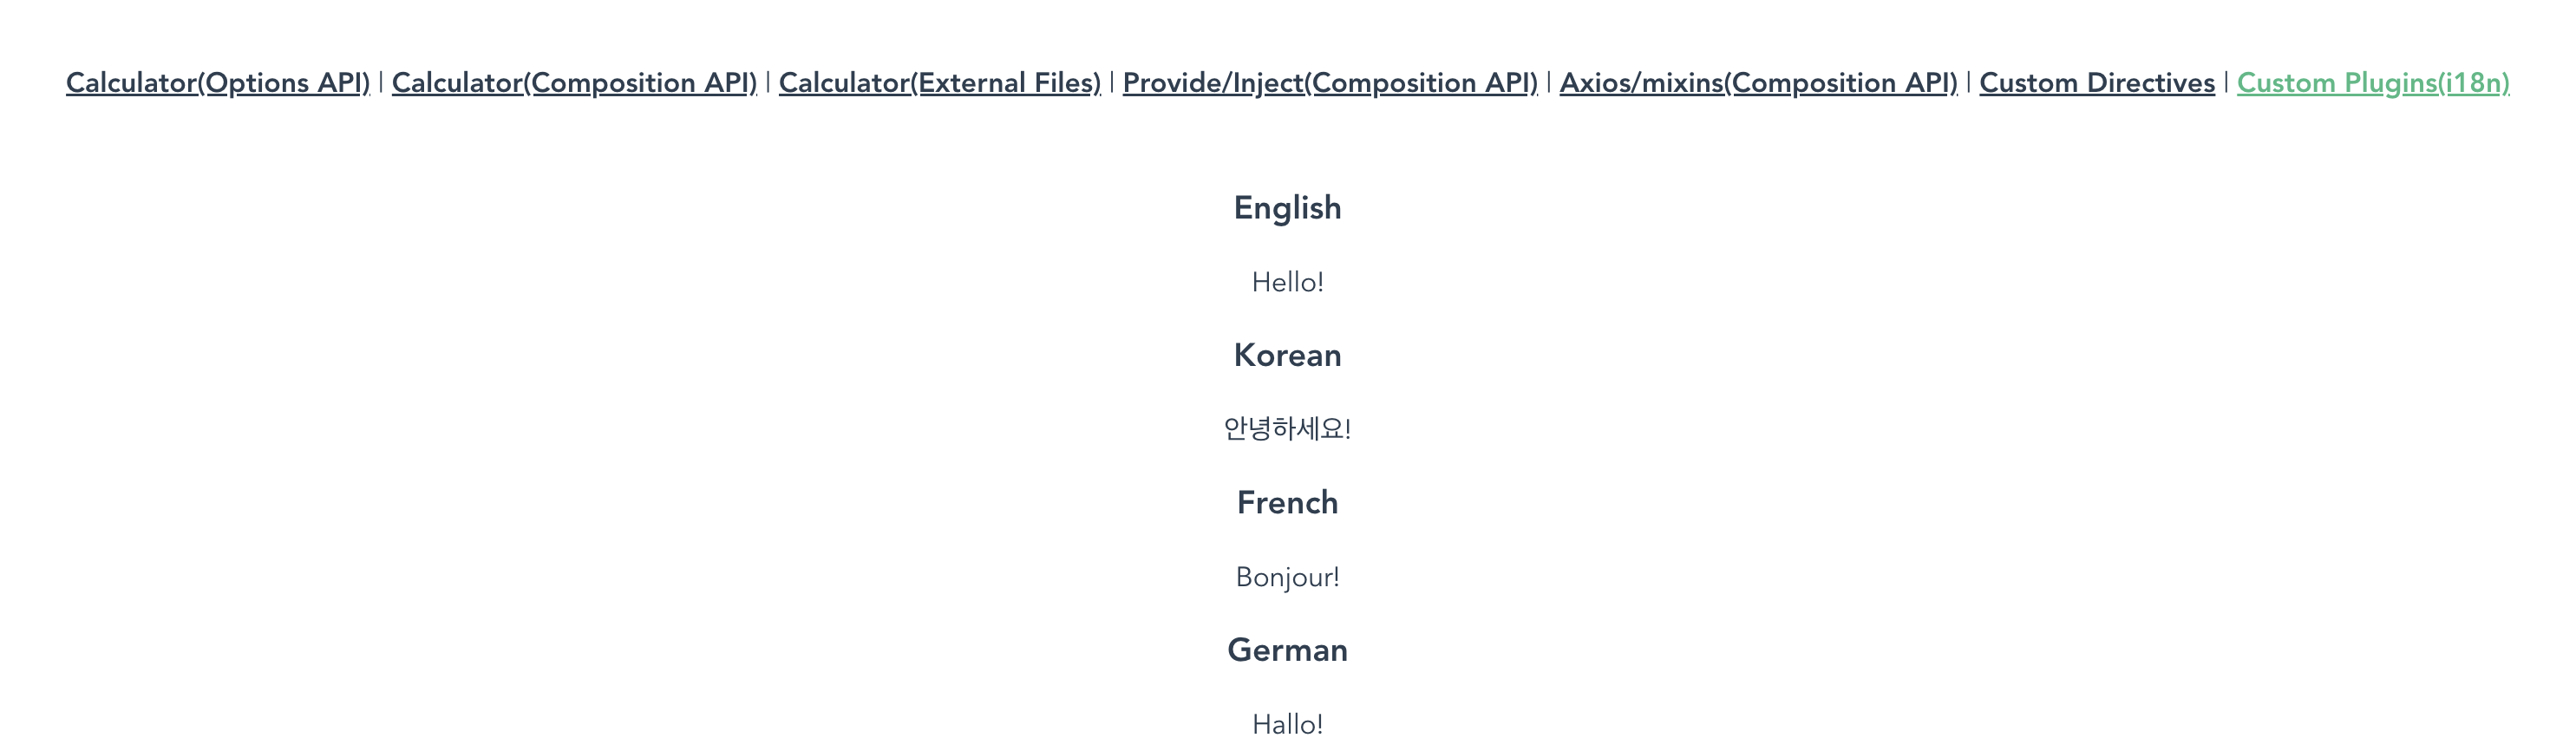 Calculator(Options API) | Calculator(Composition API) | Calculator(External Files) | Provide/Inject(Composition API) | Axios/mixins(Composition API) | Custom Directives | Custom Plugins(i18n)
English
Hello!
Korean
안녕하세요!
French
Bonjour!
German
Hallo!